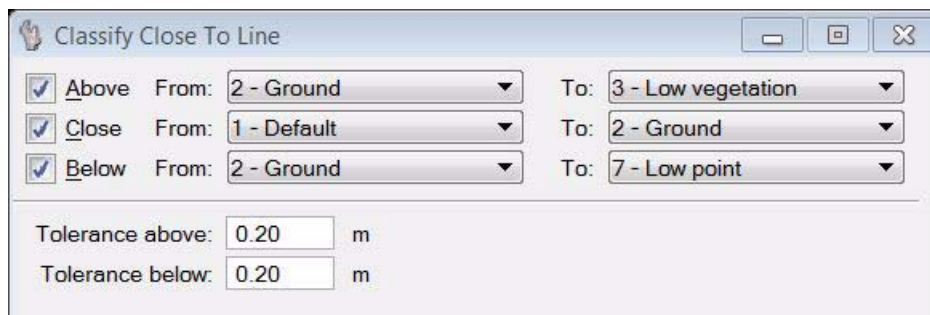 Classify Close To Line
Above From: 2 - Ground To: 3 - Low vegetation
Close From: 1 - Default To: 2 - Ground
Below From: 2 - Ground To: 7 - Low point
Tolerance above: 0.20 m
Tolerance below: 0.20 m